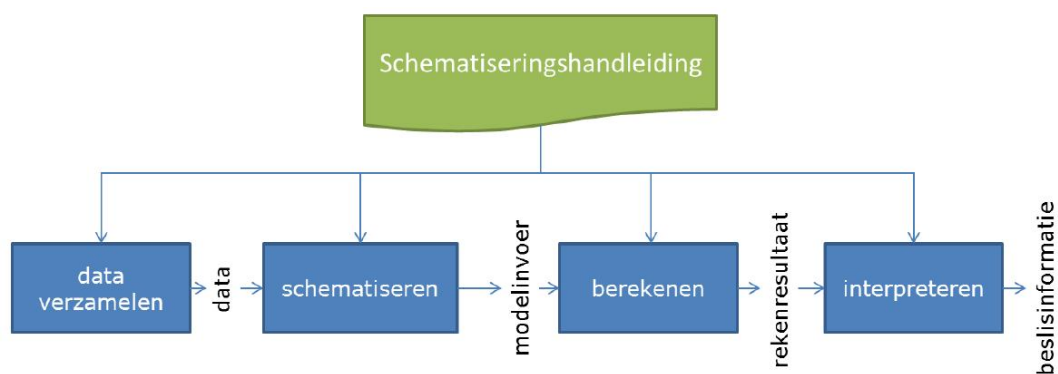 Schematiseringshandleiding
data
verzamelen
data
schematiseren
modelinvoer
berekenen
rekenresultaat
interpreteren
beslisinformatie